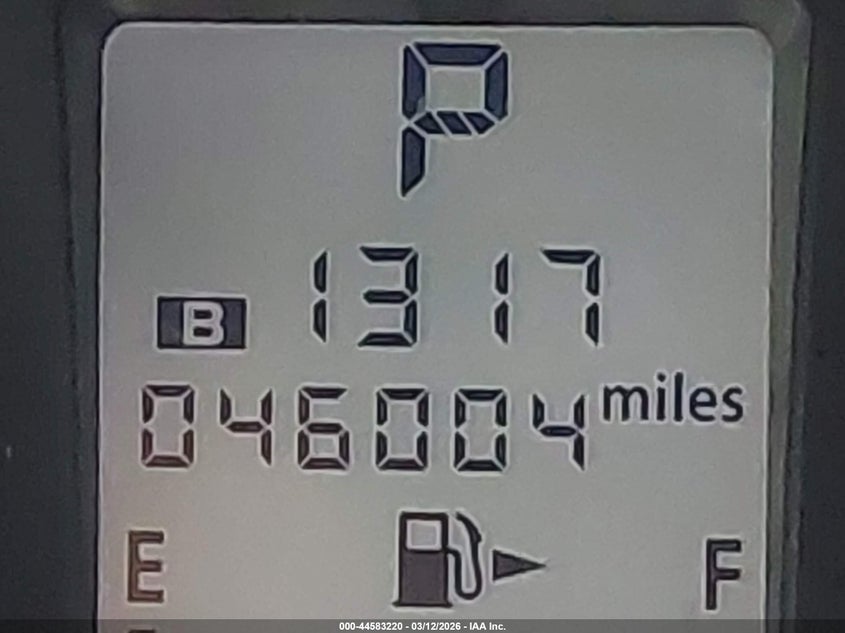 P
B 1317
046004 miles
E F
000-44583220 - 03/12/2026 - IAA Inc.